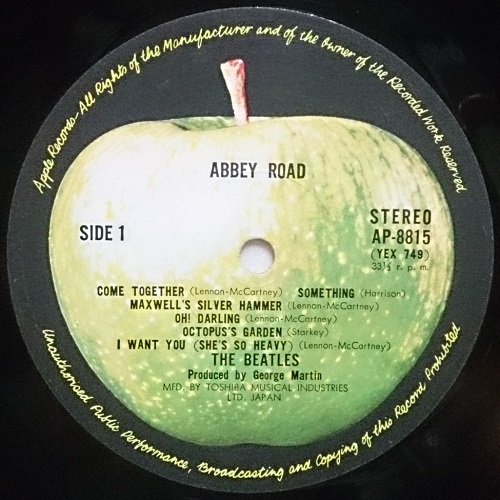 Apple Records-All Rights of the Manufacturer and of the Owner of the Recorded Work Reserved
ABBEY ROAD
SIDE 1
STEREO
AP-8815
(YEX 749)
33⅓ r. p. m.
COME TOGETHER (Lennon-McCartney) SOMETHING (Harrison)
MAXWELL'S SILVER HAMMER (Lennon-McCartney)
OH! DARLING (Lennon-McCartney)
OCTOPUS'S GARDEN (Starkey)
I WANT YOU (SHE'S SO HEAVY) (Lennon-McCartney)
THE BEATLES
Produced by George Martin
MFD. BY TOSHIBA MUSICAL INDUSTRIES
LTD. JAPAN
Unauthorised Public Performance, Broadcasting and Copying of this Record Prohibited